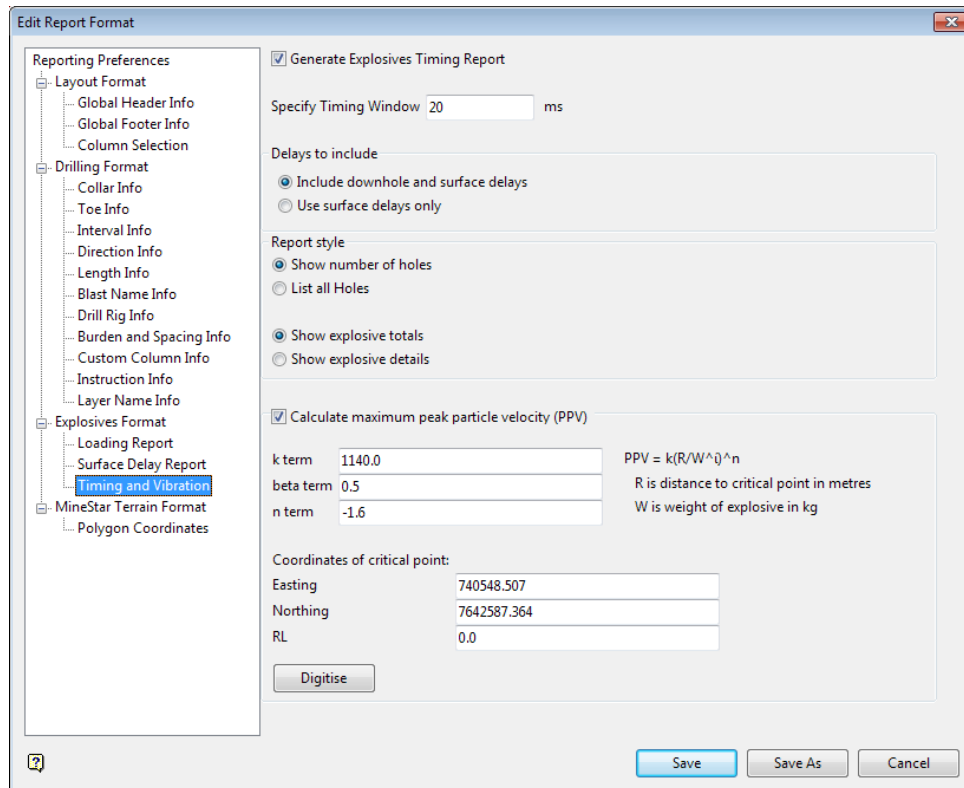 Edit Report Format
Reporting Preferences
Layout Format
Global Header Info
Global Footer Info
Column Selection
Drilling Format
Collar Info
Toe Info
Interval Info
Direction Info
Length Info
Blast Name Info
Drill Rig Info
Burden and Spacing Info
Custom Column Info
Instruction Info
Layer Name Info
Explosives Format
Loading Report
Surface Delay Report
Timing and Vibration
MineStar Terrain Format
Polygon Coordinates
Generate Explosives Timing Report
Specify Timing Window 20 ms
Delays to include
Include downhole and surface delays
Use surface delays only
Report style
Show number of holes
List all Holes
Show explosive totals
Show explosive details
Calculate maximum peak particle velocity (PPV)
k term 1140.0
beta term 0.5
n term -1.6
PPV = k(R/W^i)^n
R is distance to critical point in metres
W is weight of explosive in kg
Coordinates of critical point:
Easting 740548.507
Northing 7642587.364
RL 0.0
Digitise
?
Save
Save As
Cancel